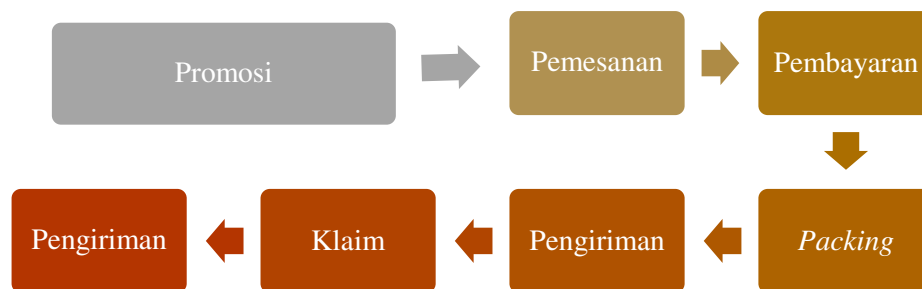 Promosi
Pemesanan
Pembayaran
Packing
Pengiriman
Klaim
Pengiriman